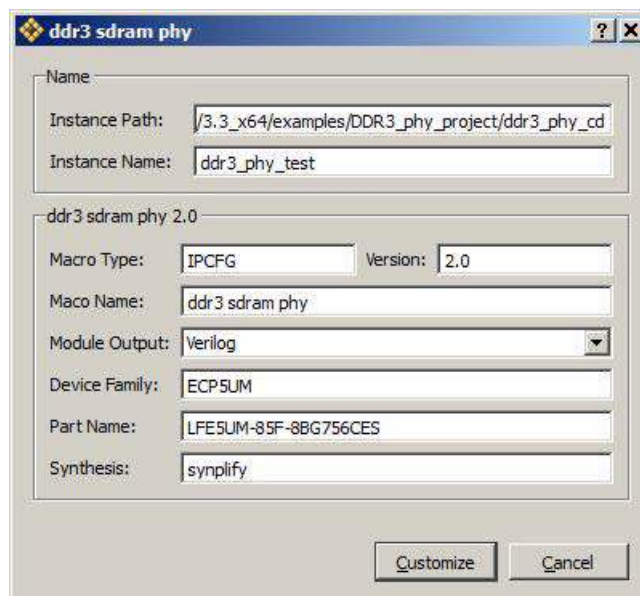 ddr3 sdram phy
Name
Instance Path: /3.3_x64/examples/DDR3_phy_project/ddr3_phy_cd
Instance Name: ddr3_phy_test
ddr3 sdram phy 2.0
Macro Type: IPCFG Version: 2.0
Maco Name: ddr3 sdram phy
Module Output: Verilog
Device Family: ECP5UM
Part Name: LFE5UM-85F-8BG756CES
Synthesis: synplify
Customize Cancel